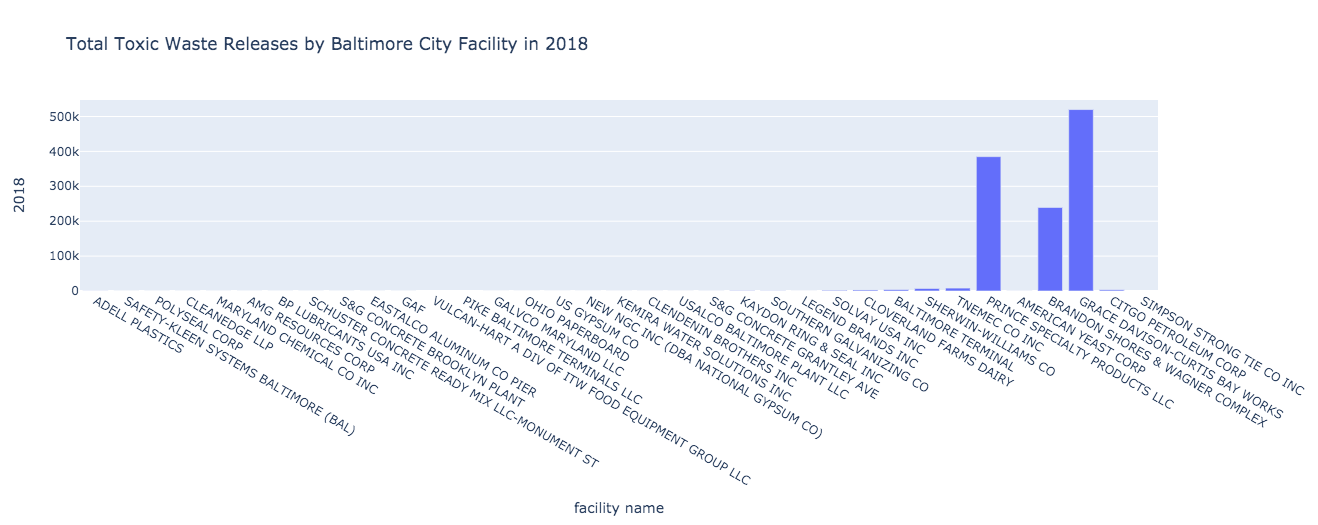 Total Toxic Waste Releases by Baltimore City Facility in 2018
500k
400k
300k
200k
100k
0
2018
ADELL PLASTICS
SAFETY-KLEEN SYSTEMS BALTIMORE (BAL)
POLYSEAL CORP
CLEANEDGE LLP
MARYLAND CHEMICAL CO INC
AMG RESOURCES CORP
BP LUBRICANTS USA INC
SCHUSTER CONCRETE READY MIX LLC-MONUMENT ST
S&G CONCRETE BROOKLYN PLANT
EASTALCO ALUMINUM CO PIER
GAF
VULCAN-HART A DIV OF ITW FOOD EQUIPMENT GROUP LLC
PIKE BALTIMORE TERMINALS LLC
GALVCO MARYLAND LLC
OHIO PAPERBOARD
US GYPSUM CO
NEW NGC INC (DBA NATIONAL GYPSUM CO)
KEMIRA WATER SOLUTIONS INC
CLENDENIN BROTHERS INC
USALCO BALTIMORE PLANT LLC
S&G CONCRETE GRANTLEY AVE
KAYDON RING & SEAL INC
SOUTHERN GALVANIZING CO
LEGEND BRANDS INC
SOLVAY USA INC
CLOVERLAND FARMS DAIRY
BALTIMORE TERMINAL
SHERWIN-WILLIAMS CO
TNEMEC CO INC
PRINCE SPECIALTY PRODUCTS LLC
AMERICAN YEAST CORP
BRANDON SHORES & WAGNER COMPLEX
GRACE DAVISON-CURTIS BAY WORKS
CITGO PETROLEUM CORP
SIMPSON STRONG TIE CO INC
facility name